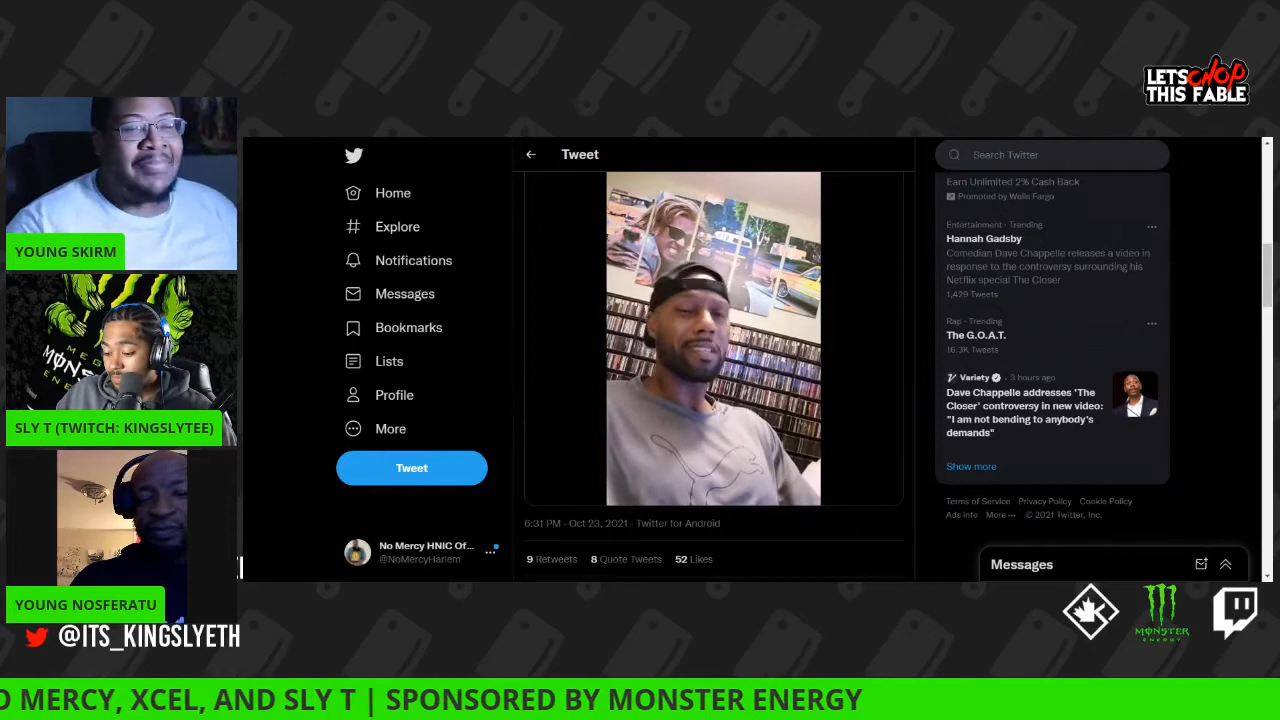 LETS CHOP
THIS FABLE
YOUNG SKIRM
MEGA
MONSTER
ENE
SLY T (TWITCH: KINGSLYTEE)
YOUNG NOSFERATU
@ITS_KINGSLYETH
Home
Explore
Notifications
Messages
Bookmarks
Lists
Profile
More
Tweet
No Mercy HNIC Of...
@NoMercyHarlem
Tweet
6:31 PM · Oct 23, 2021 · Twitter for Android
9 Retweets 8 Quote Tweets 52 Likes
Search Twitter
Earn Unlimited 2% Cash Back
Promoted by Wells Fargo
Entertainment · Trending
Hannah Gadsby
Comedian Dave Chappelle releases a video in
response to the controversy surrounding his
Netflix special The Closer
1,429 Tweets
Rap · Trending
The G.O.A.T.
16.3K Tweets
Variety · 3 hours ago
Dave Chappelle addresses 'The
Closer' controversy in new video:
"I am not bending to anybody's
demands"
Show more
Terms of Service Privacy Policy Cookie Policy
Ads info More ··· © 2021 Twitter, Inc.
Messages
MONSTER
ENERGY
O MERCY, XCEL, AND SLY T | SPONSORED BY MONSTER ENERGY